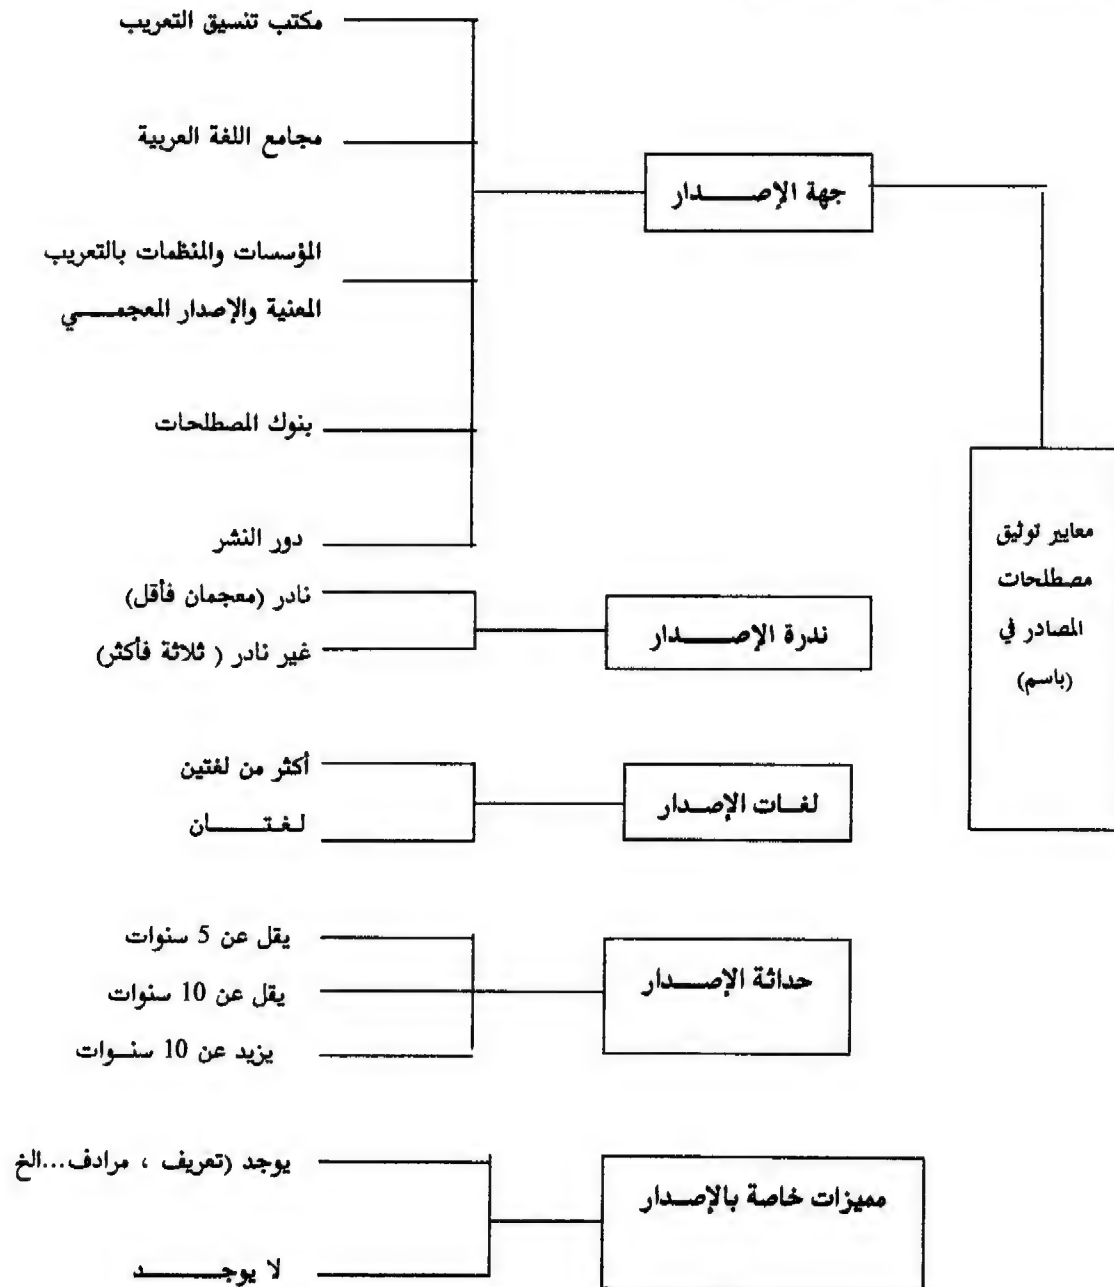 معايير توثيق
مصطلحات
المصادر في
(باسم)
جهة الإصدار
مكتب تنسيق التعريب
مجامع اللغة العربية
المؤسسات والمنظمات بالتعريب
المعنية والإصدار المعجمي
بنوك المصطلحات
دور النشر
ندرة الإصدار
نادر (معجمان فأقل)
غير نادر ( ثلاثة فأكثر)
لغات الإصدار
أكثر من لغتين
لغتان
حداثة الإصدار
يقل عن 5 سنوات
يقل عن 10 سنوات
يزيد عن 10 سنوات
مميزات خاصة بالإصدار
يوجد (تعريف ، مرادف...الخ
لا يوجد